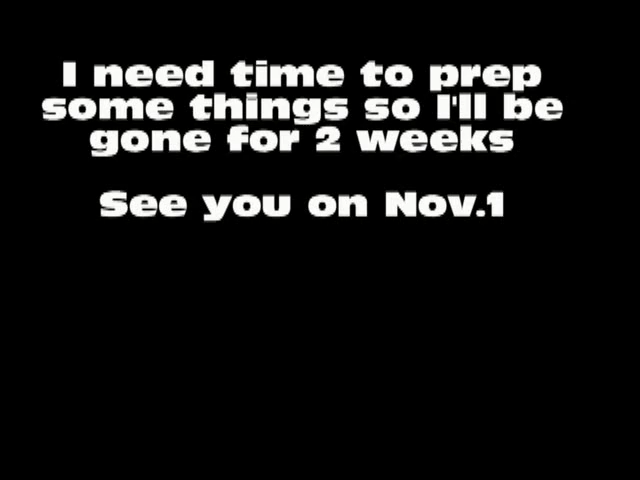 I need time to prep
some things so I'll be
gone for 2 weeks
See you on Nov.1